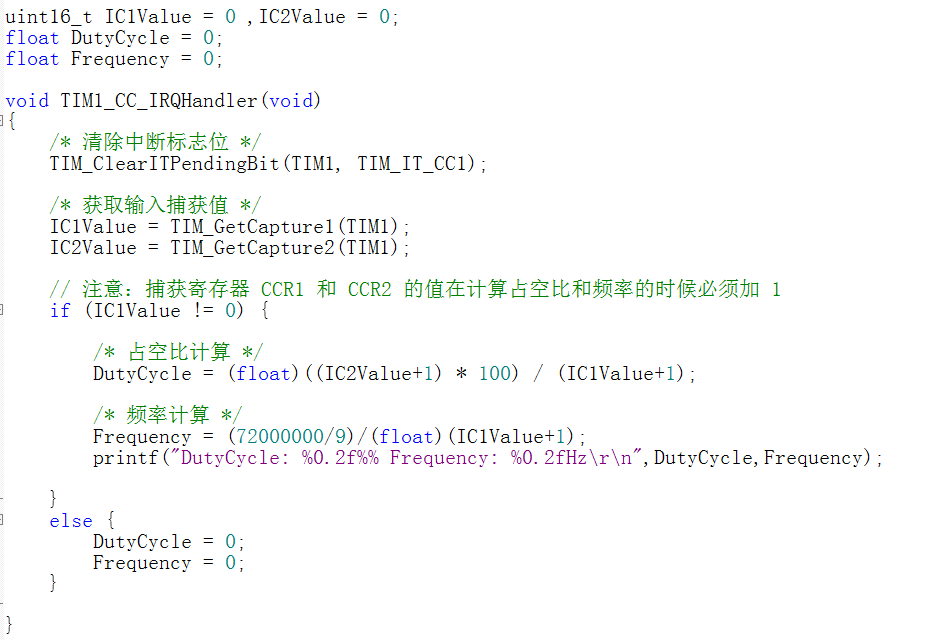 uint16_t IC1Value = 0 ,IC2Value = 0;
float DutyCycle = 0;
float Frequency = 0;
void TIM1_CC_IRQHandler(void)
{
/* 清除中断标志位 */
TIM_ClearITPendingBit(TIM1, TIM_IT_CC1);
/* 获取输入捕获值 */
IC1Value = TIM_GetCapture1(TIM1);
IC2Value = TIM_GetCapture2(TIM1);
// 注意：捕获寄存器 CCR1 和 CCR2 的值在计算占空比和频率的时候必须加 1
if (IC1Value != 0) {
/* 占空比计算 */
DutyCycle = (float)((IC2Value+1) * 100) / (IC1Value+1);
/* 频率计算 */
Frequency = (72000000/9)/(float)(IC1Value+1);
printf("DutyCycle: %0.2f%% Frequency: %0.2fHz\r\n",DutyCycle,Frequency);
}
else {
DutyCycle = 0;
Frequency = 0;
}
}